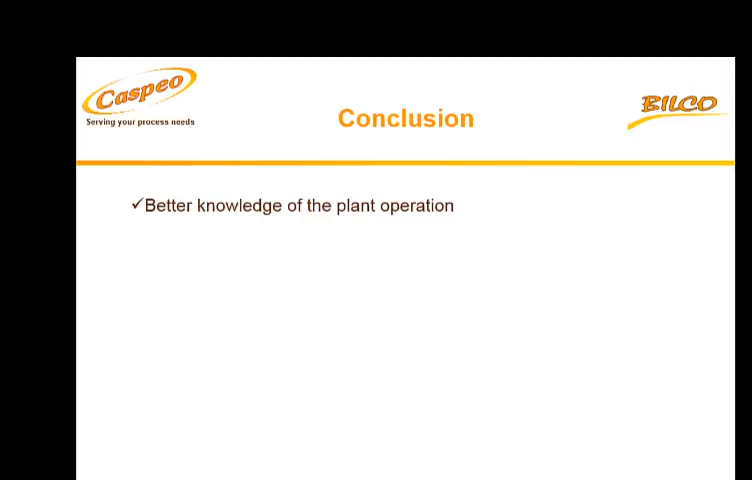 Caspeo
Serving your process needs
Conclusion
BILCO
✓Better knowledge of the plant operation